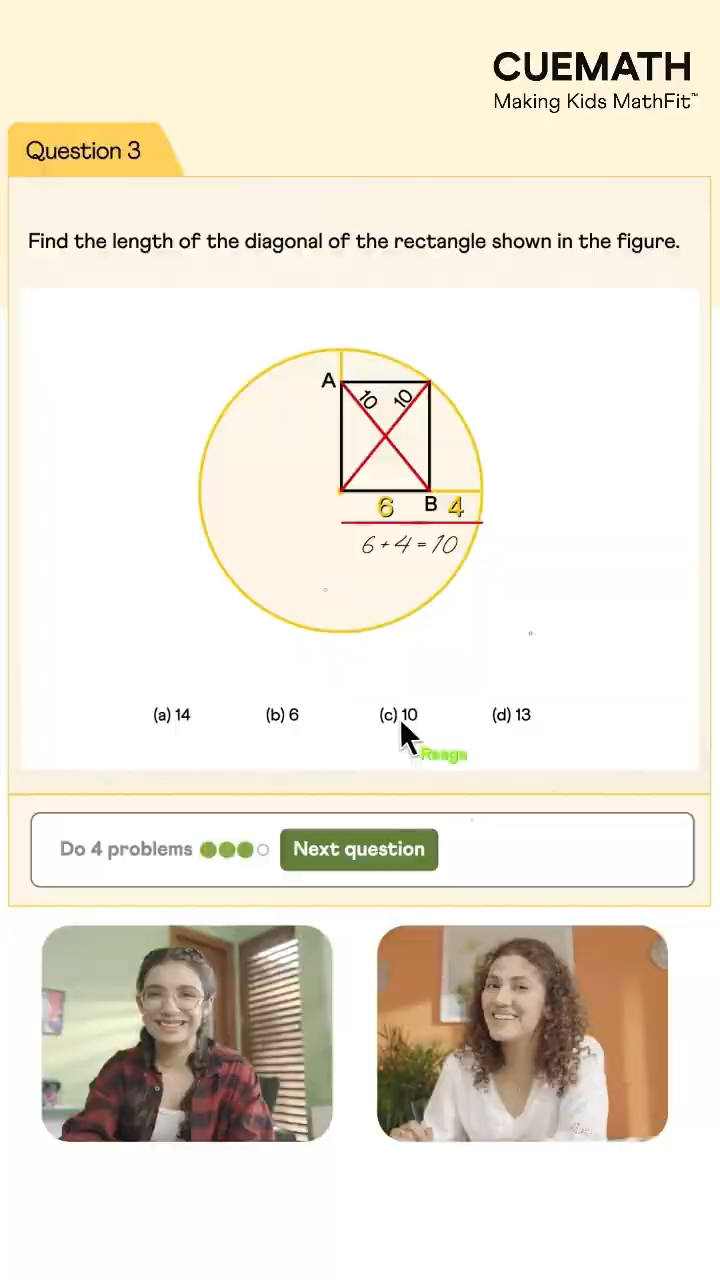 CUEMATH
Making Kids MathFit™
Question 3
Find the length of the diagonal of the rectangle shown in the figure.
A
10 10
6 B 4
6 + 4 = 10
(a) 14 (b) 6 (c) 10 (d) 13
Do 4 problems Next question